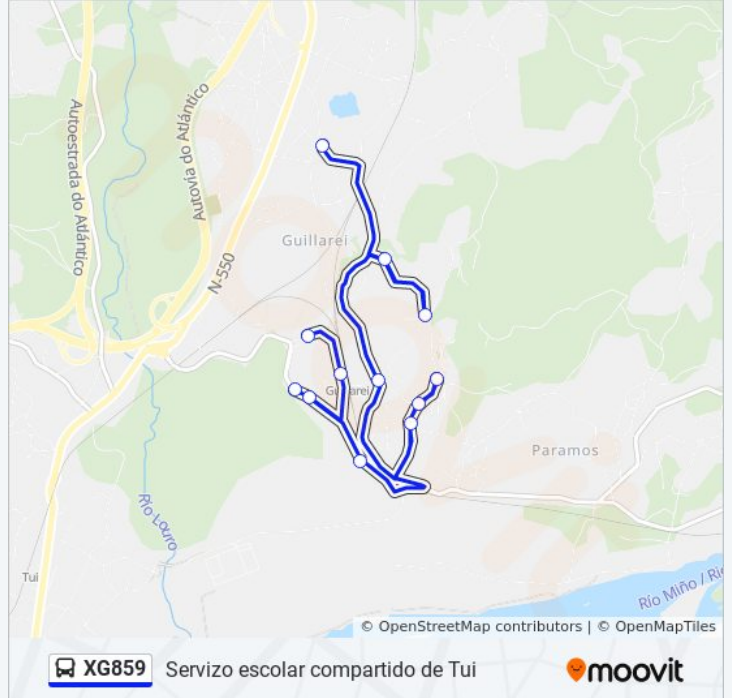 Autoestrada do Atlántico
Autovía do Atlántico
N-550
Guillarei
Guillarei
Paramos
Río Louro
Tui
Río Miño / Rio
© OpenStreetMap contributors | © OpenMapTiles
XG859
Servizo escolar compartido de Tui
moovit